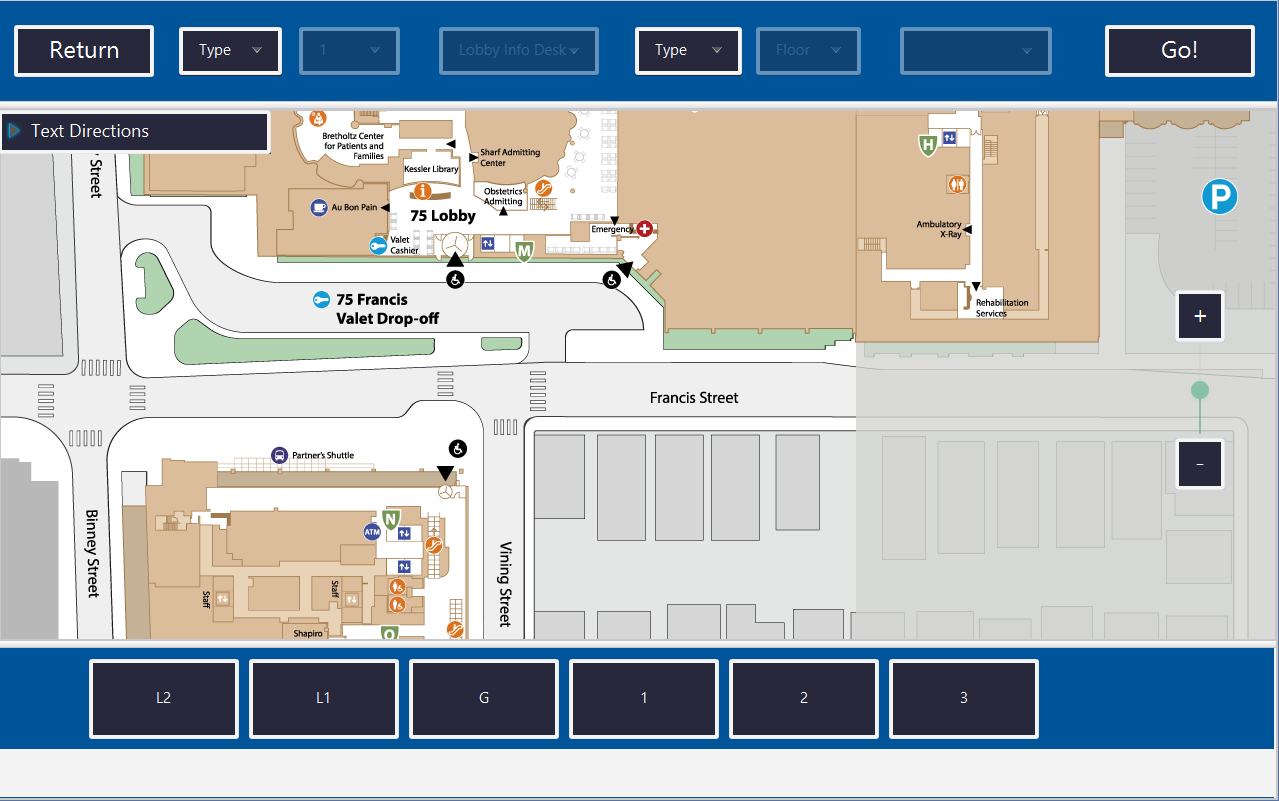 Return
Type
1
Lobby Info Desk
Type
Floor
Go!
Text Directions
Street
Bretholtz Center
for Patients and
Families
Kessler Library
Sharf Admitting
Center
Obstetrics
Admitting
i
Au Bon Pain
75 Lobby
Valet
Cashier
M
Emergency
H
Ambulatory
X-Ray
Rehabilitation
Services
P
75 Francis
Valet Drop-off
+
-
Francis Street
Partner's Shuttle
Binney Street
Vining Street
N
ATM
Staff
Staff
Shapiro
O
L2
L1
G
1
2
3